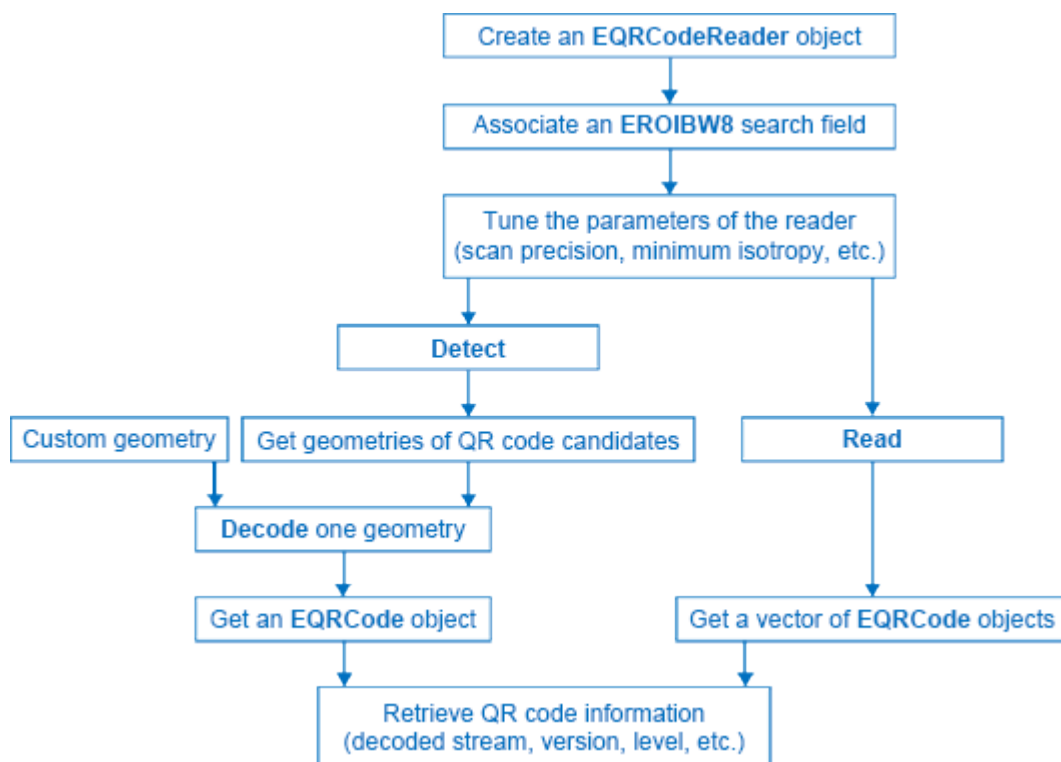 Create an EQRCodeReader object
Associate an EROIBW8 search field
Tune the parameters of the reader
(scan precision, minimum isotropy, etc.)
Detect
Custom geometry
Get geometries of QR code candidates
Read
Decode one geometry
Get an EQRCode object
Get a vector of EQRCode objects
Retrieve QR code information
(decoded stream, version, level, etc.)